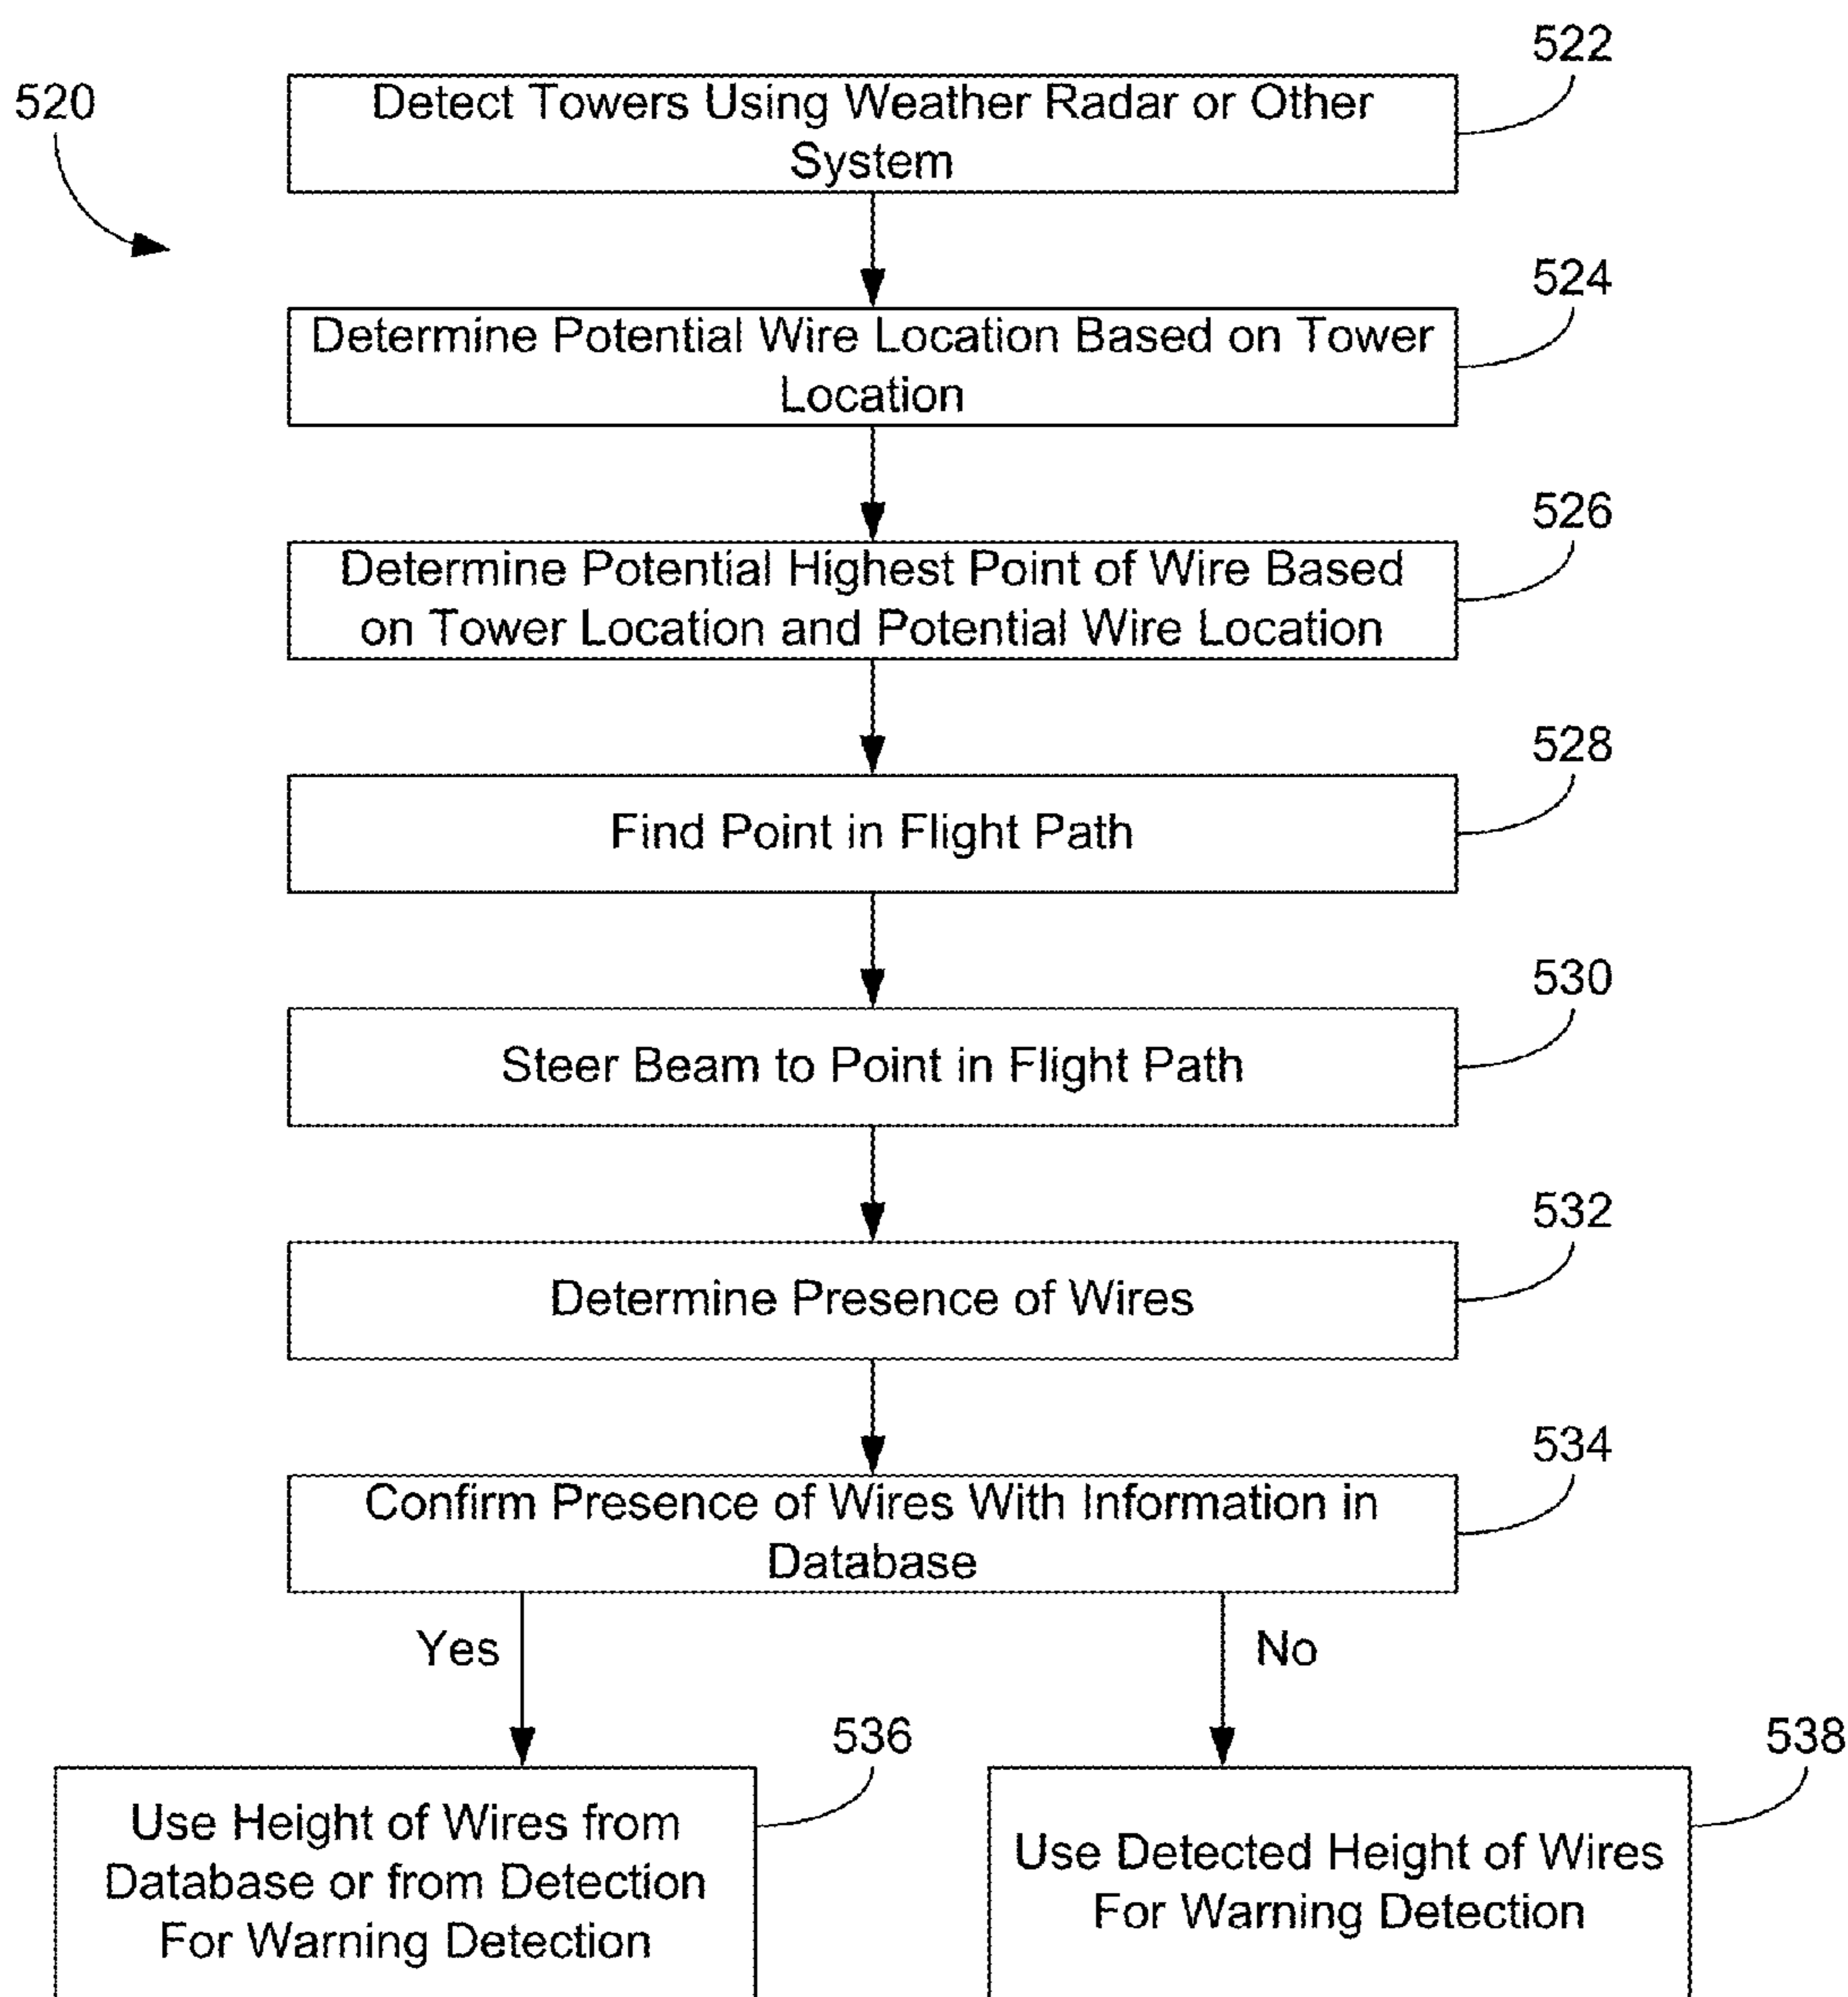 522
520
Detect Towers Using Weather Radar or Other
System
524
Determine Potential Wire Location Based on Tower
Location
526
Determine Potential Highest Point of Wire Based
on Tower Location and Potential Wire Location
528
Find Point in Flight Path
530
Steer Beam to Point in Flight Path
532
Determine Presence of Wires
534
Confirm Presence of Wires With Information in
Database
Yes
No
536
538
Use Height of Wires from
Database or from Detection
For Warning Detection
Use Detected Height of Wires
For Warning Detection